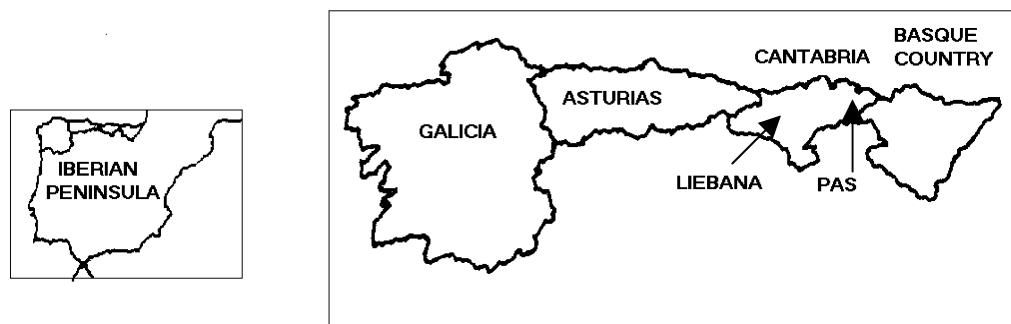 IBERIAN
PENINSULA
GALICIA
ASTURIAS
CANTABRIA
BASQUE
COUNTRY
LIEBANA
PAS